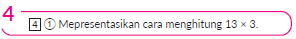 4
4 ① Mepresentasikan cara menghitung 13 × 3.